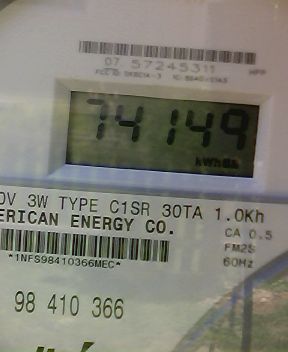 07 57245311
74149
kWh
0V 3W TYPE C1SR 30TA 1.0Kh
ERICAN ENERGY CO.
CA 0.5
FM2S
60Hz
*1NFS98410366MEC*
98 410 366